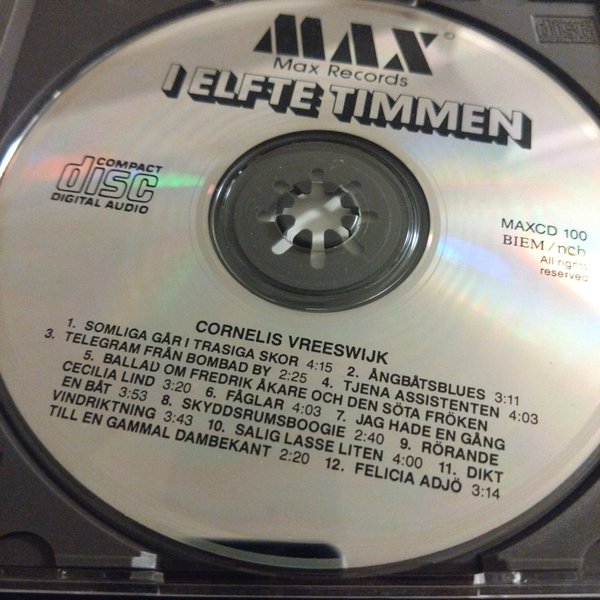 MAX
Max Records
I ELFTE TIMMEN
COMPACT
disc
DIGITAL AUDIO
MAXCD 100
BIEM/ncb
All rights
reserved
CORNELIS VREESWIJK
1. SOMLIGA GÅR I TRASIGA SKOR 4:15 2. ÅNGBÅTSBLUES 3:11
3. TELEGRAM FRÅN BOMBAD BY 2:25 4. TJENA ASSISTENTEN 4:03
5. BALLAD OM FREDRIK ÅKARE OCH DEN SÖTA FRÖKEN
CECILIA LIND 3:20 6. FÅGLAR 4:03 7. JAG HADE EN GÅNG
EN BÅT 3:53 8. SKYDDSRUMSBOOGIE 2:40 9. RÖRANDE
VINDRIKTNING 3:43 10. SALIG LASSE LITEN 4:00 11. DIKT
TILL EN GAMMAL DAMBEKANT 2:20 12. FELICIA ADJÖ 3:14